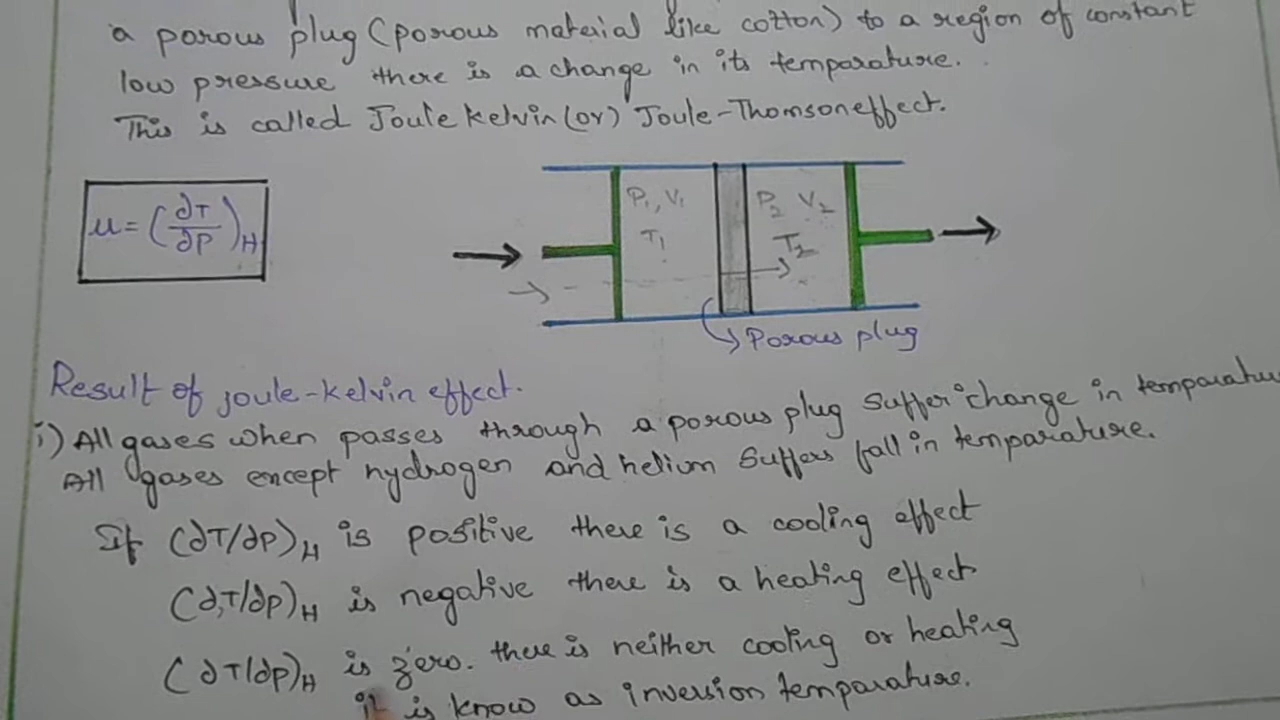 a porous plug (porous material like cotton) to a region of constant
low pressure there is a change in its temparature.
This is called Joule kelvin (or) Joule-Thomson effect.
μ = (∂T/∂P)H
P1, V1
T1
P2 V2
T2
Porous plug
Result of joule-kelvin effect.
i) All gases when passes through a porous plug suffer change in temparatu
All gases except hydrogen and helium suffers fall in temparature.
If (∂T/∂P)H is positive there is a cooling effect
(∂T/∂P)H is negative there is a heating effect
(∂T/∂P)H is zero. there is neither cooling or heating
it is know as inversion temparature.